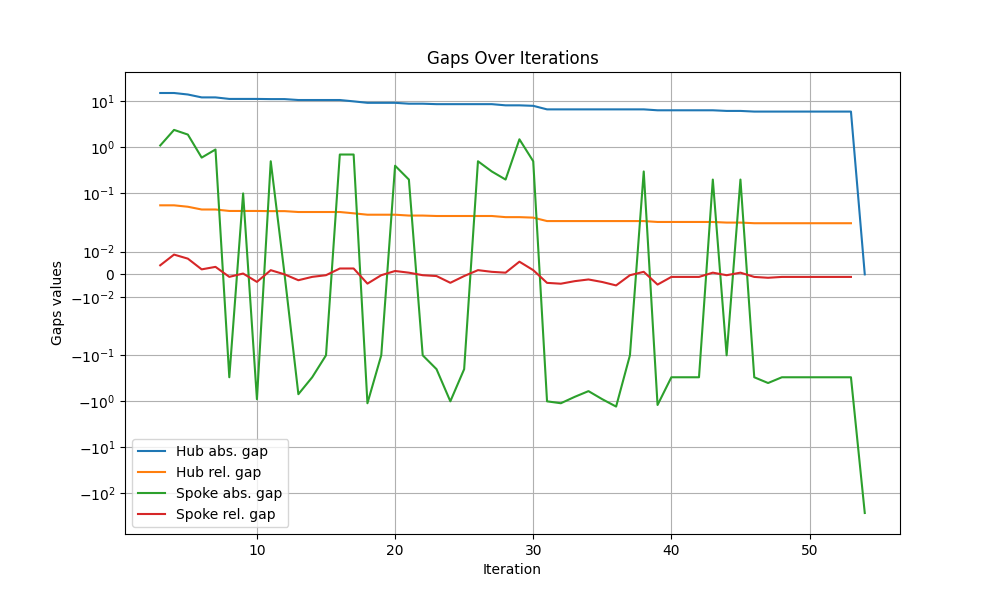 Gaps Over Iterations
Gaps values
10¹
10⁰
10⁻¹
10⁻²
0
−10⁻²
−10⁻¹
−10⁰
−10¹
−10²
Hub abs. gap
Hub rel. gap
Spoke abs. gap
Spoke rel. gap
10 20 30 40 50
Iteration